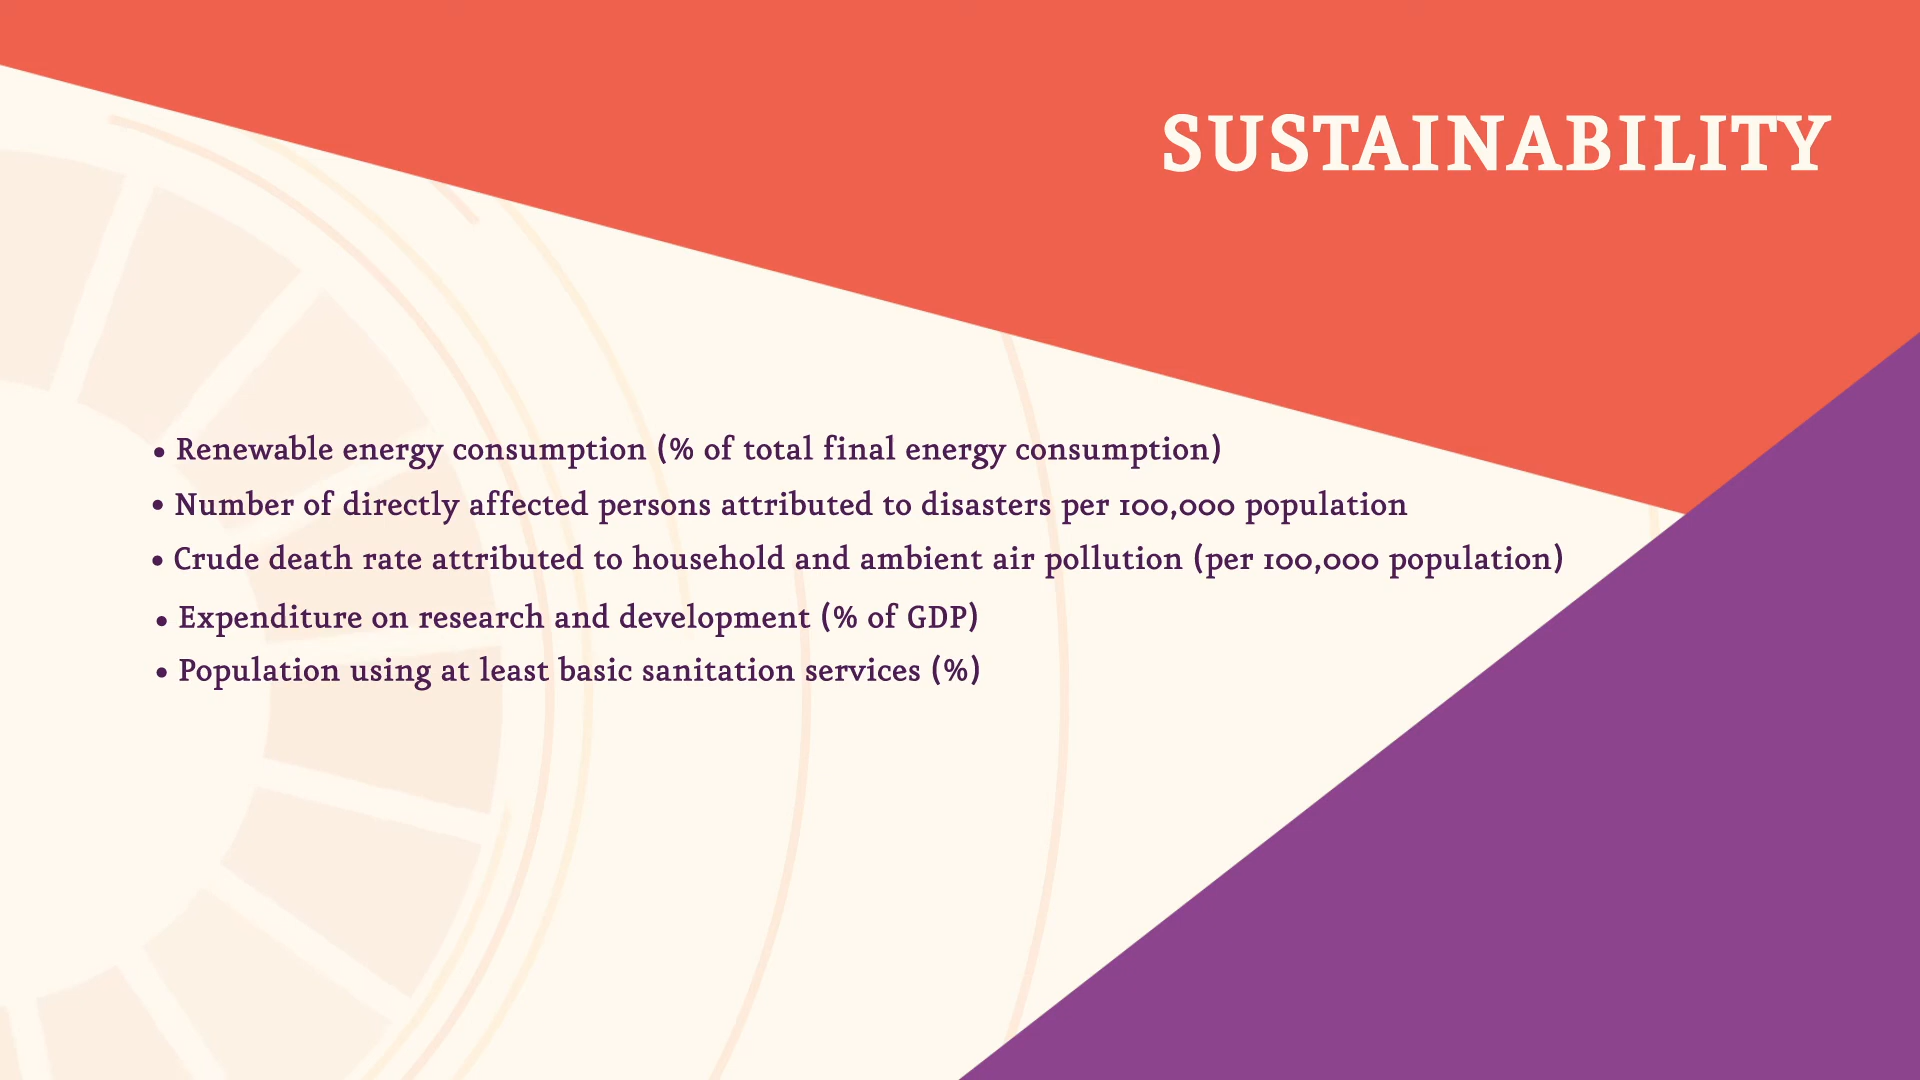 SUSTAINABILITY
• Renewable energy consumption (% of total final energy consumption)
• Number of directly affected persons attributed to disasters per 100,000 population
• Crude death rate attributed to household and ambient air pollution (per 100,000 population)
• Expenditure on research and development (% of GDP)
• Population using at least basic sanitation services (%)